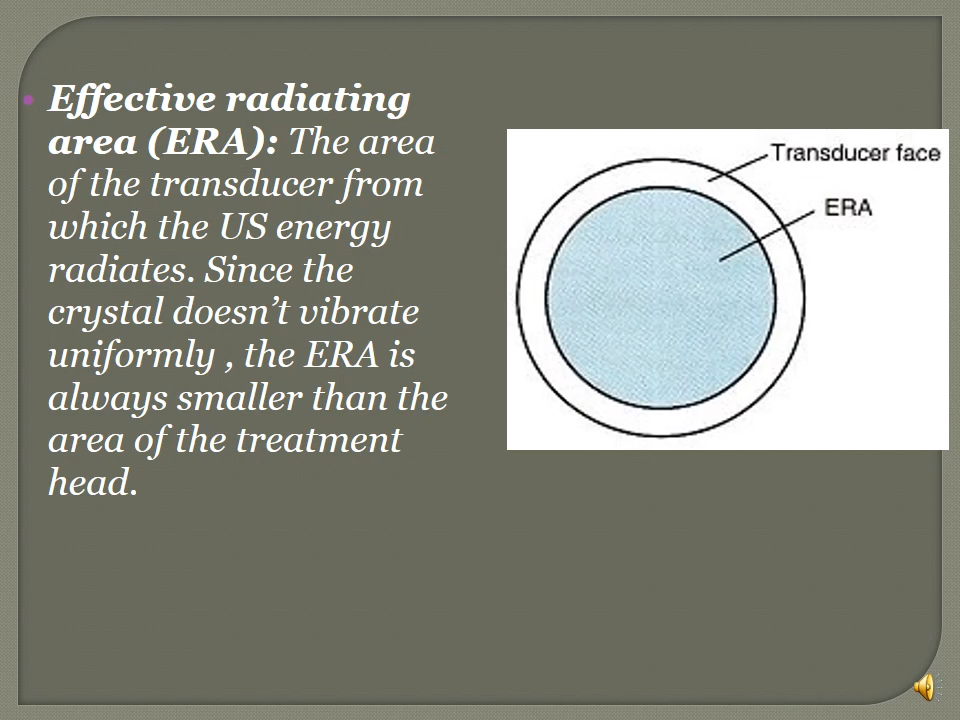 Effective radiating
area (ERA): The area
of the transducer from
which the US energy
radiates. Since the
crystal doesn’t vibrate
uniformly , the ERA is
always smaller than the
area of the treatment
head.
Transducer face
ERA